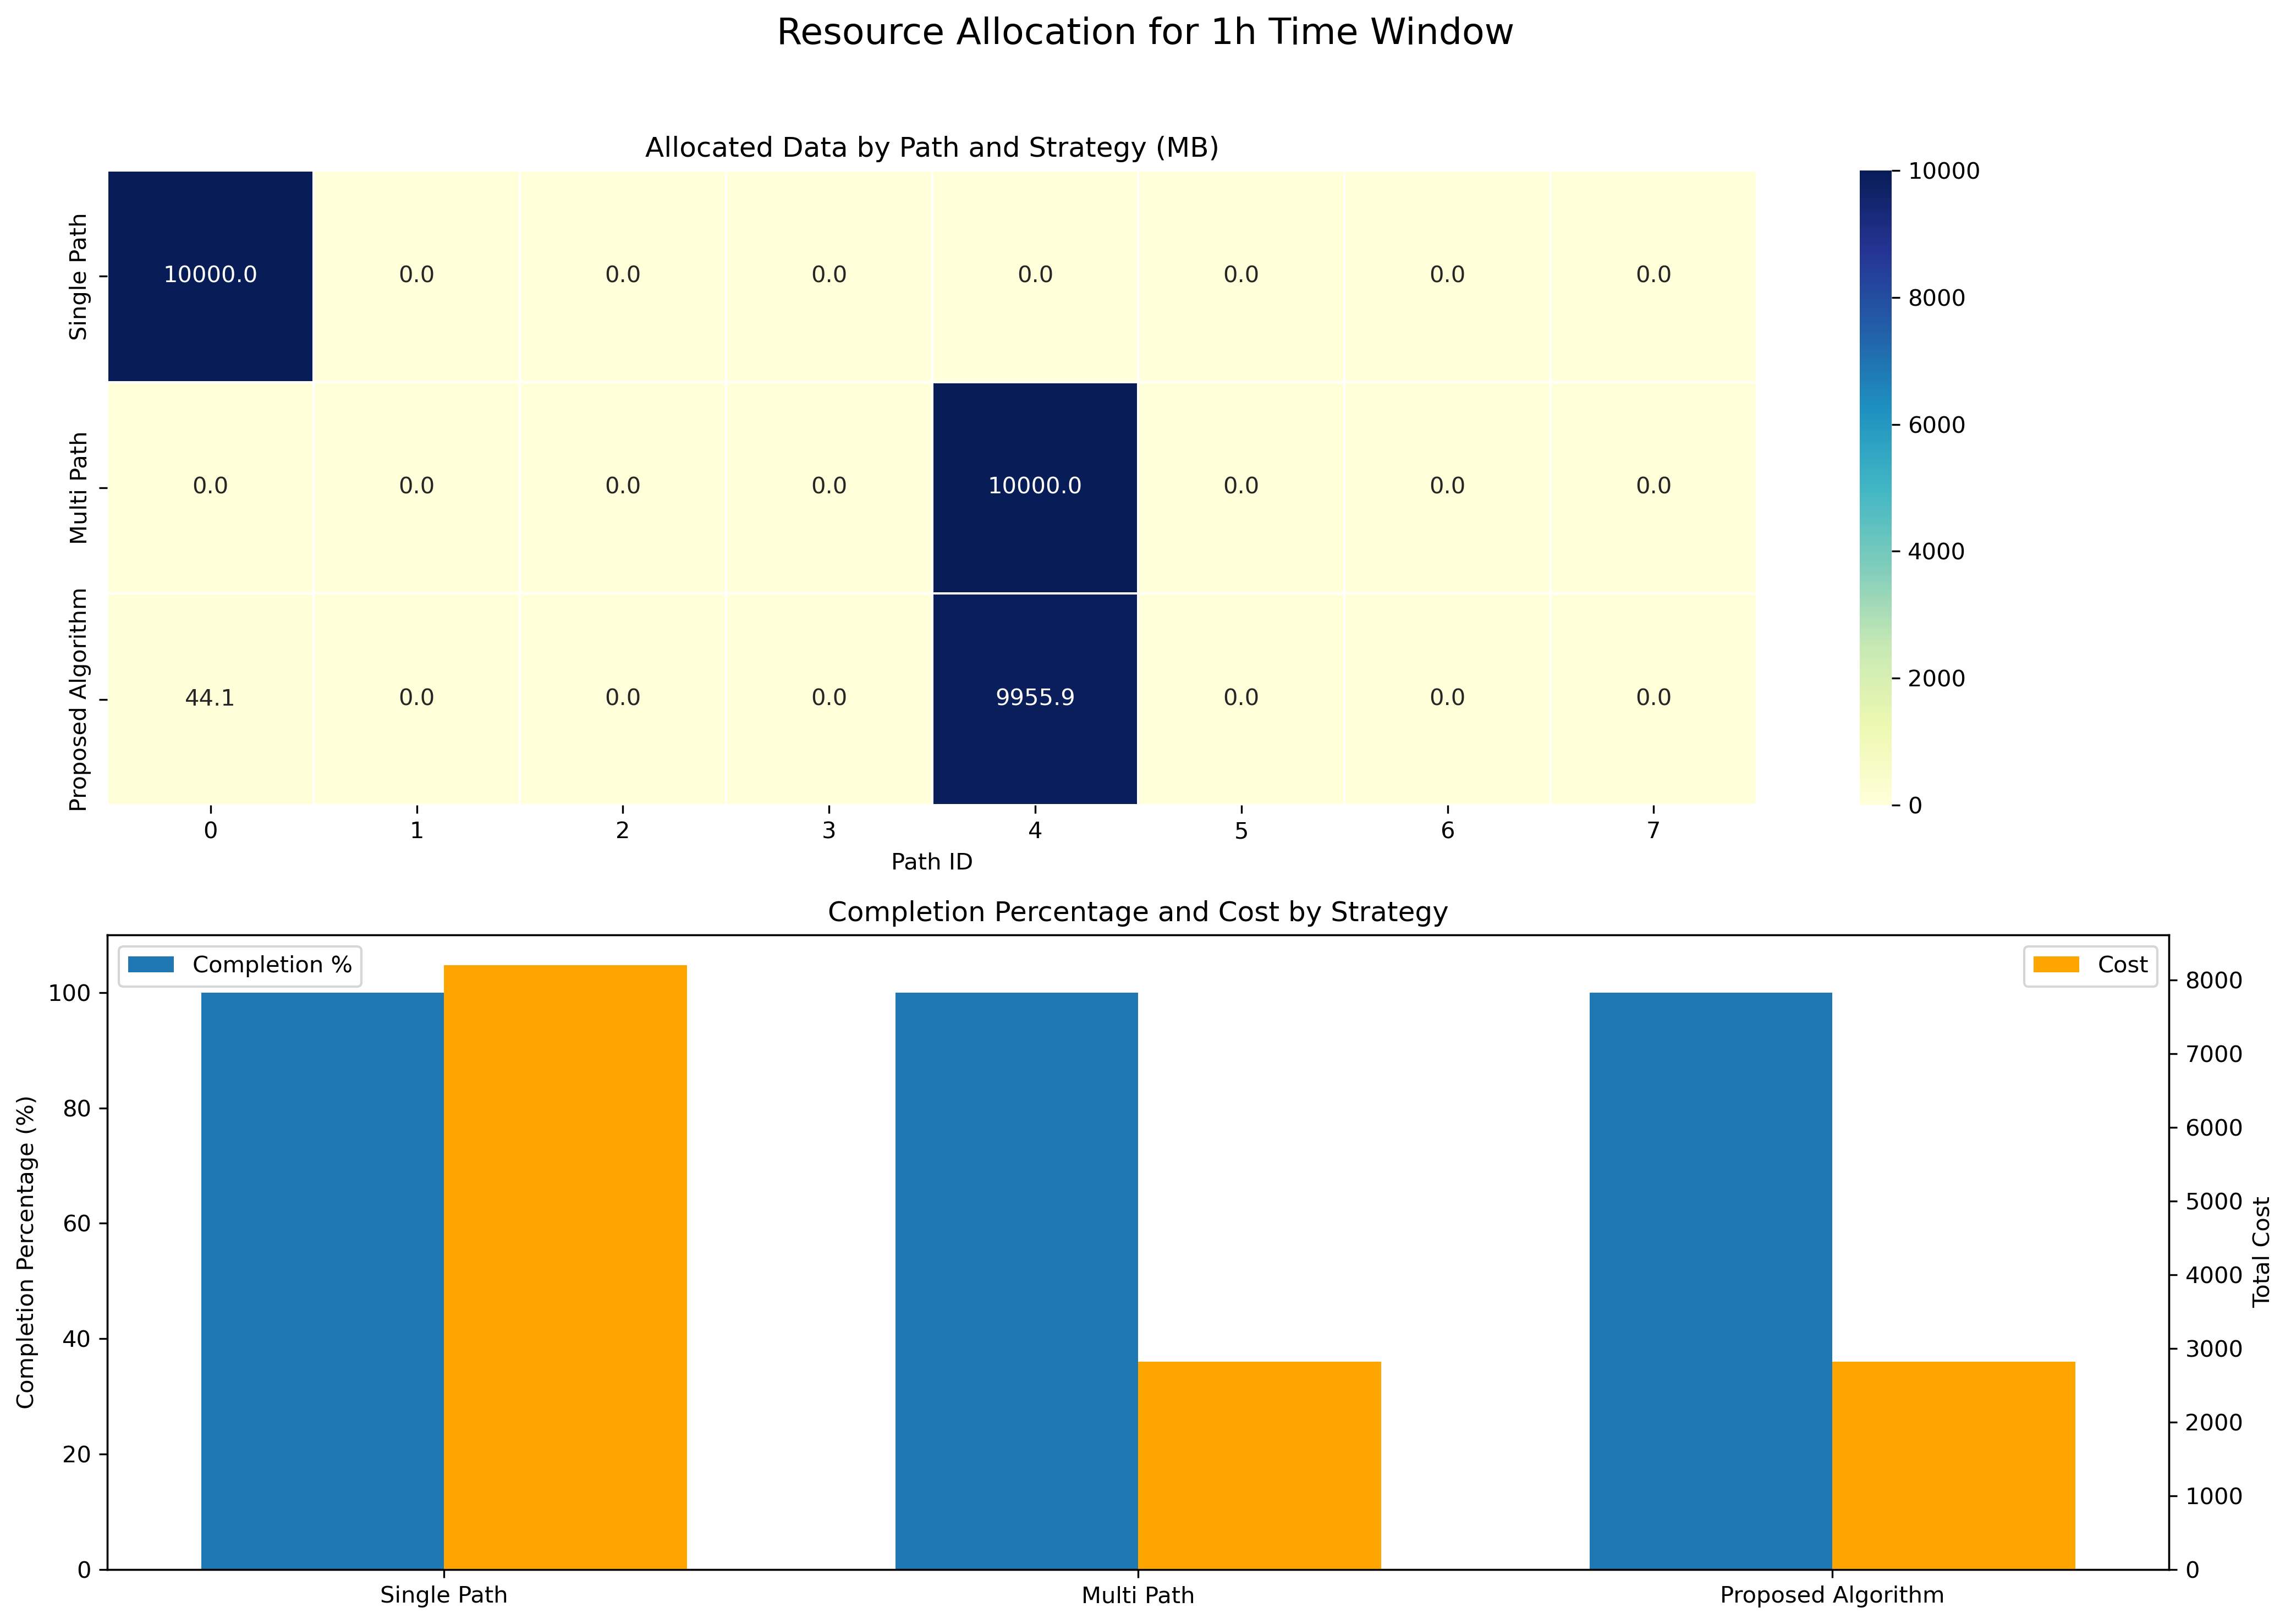 Resource Allocation for 1h Time Window
Allocated Data by Path and Strategy (MB)
Single Path
10000.0 0.0 0.0 0.0 0.0 0.0 0.0 0.0
Multi Path
0.0 0.0 0.0 0.0 10000.0 0.0 0.0 0.0
Proposed Algorithm
44.1 0.0 0.0 0.0 9955.9 0.0 0.0 0.0
0 1 2 3 4 5 6 7
Path ID
10000
8000
6000
4000
2000
0
Completion Percentage and Cost by Strategy
Completion %
Cost
Completion Percentage (%)
100
80
60
40
20
0
8000
7000
6000
5000
4000
3000
2000
1000
0
Total Cost
Single Path Multi Path Proposed Algorithm